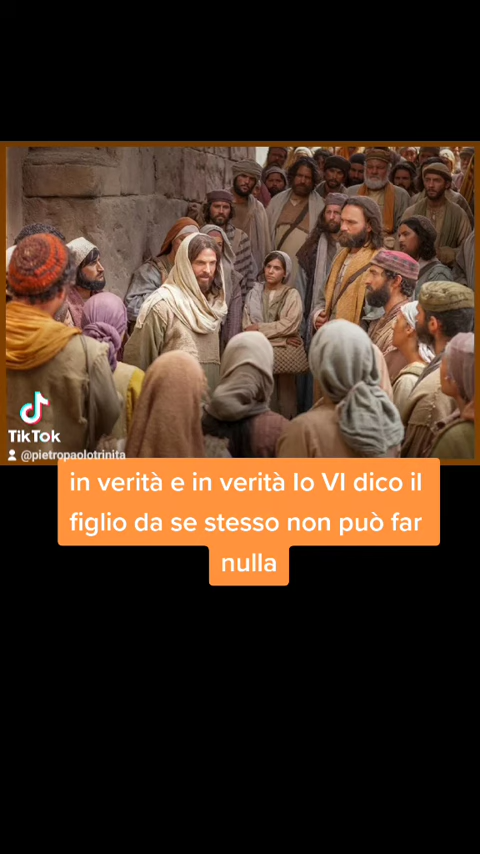 TikTok
@pietropaolotrinita
in verità e in verità Io VI dico il
figlio da se stesso non può far
nulla